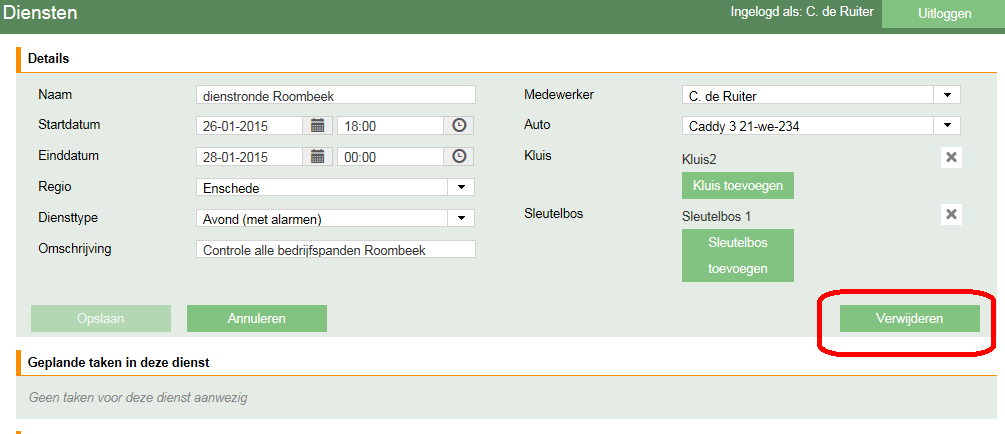 Diensten
Ingelogd als: C. de Ruiter
Uitloggen
Details
Naam
dienstronde Roombeek
Startdatum
26-01-2015
18:00
Einddatum
28-01-2015
00:00
Regio
Enschede
Diensttype
Avond (met alarmen)
Omschrijving
Controle alle bedrijfspanden Roombeek
Medewerker
C. de Ruiter
Auto
Caddy 3 21-we-234
Kluis
Kluis2
Kluis toevoegen
Sleutelbos
Sleutelbos 1
Sleutelbos
toevoegen
Opslaan
Annuleren
Verwijderen
Geplande taken in deze dienst
Geen taken voor deze dienst aanwezig